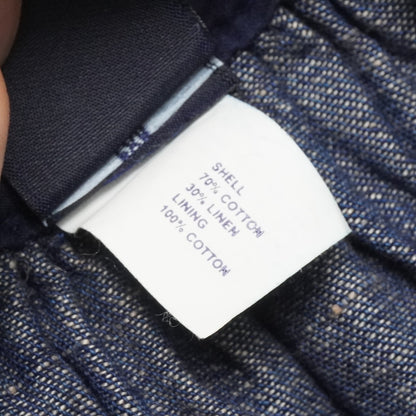 SHELL
70% COTTON
30% LINEN
LINING
100% COTTON